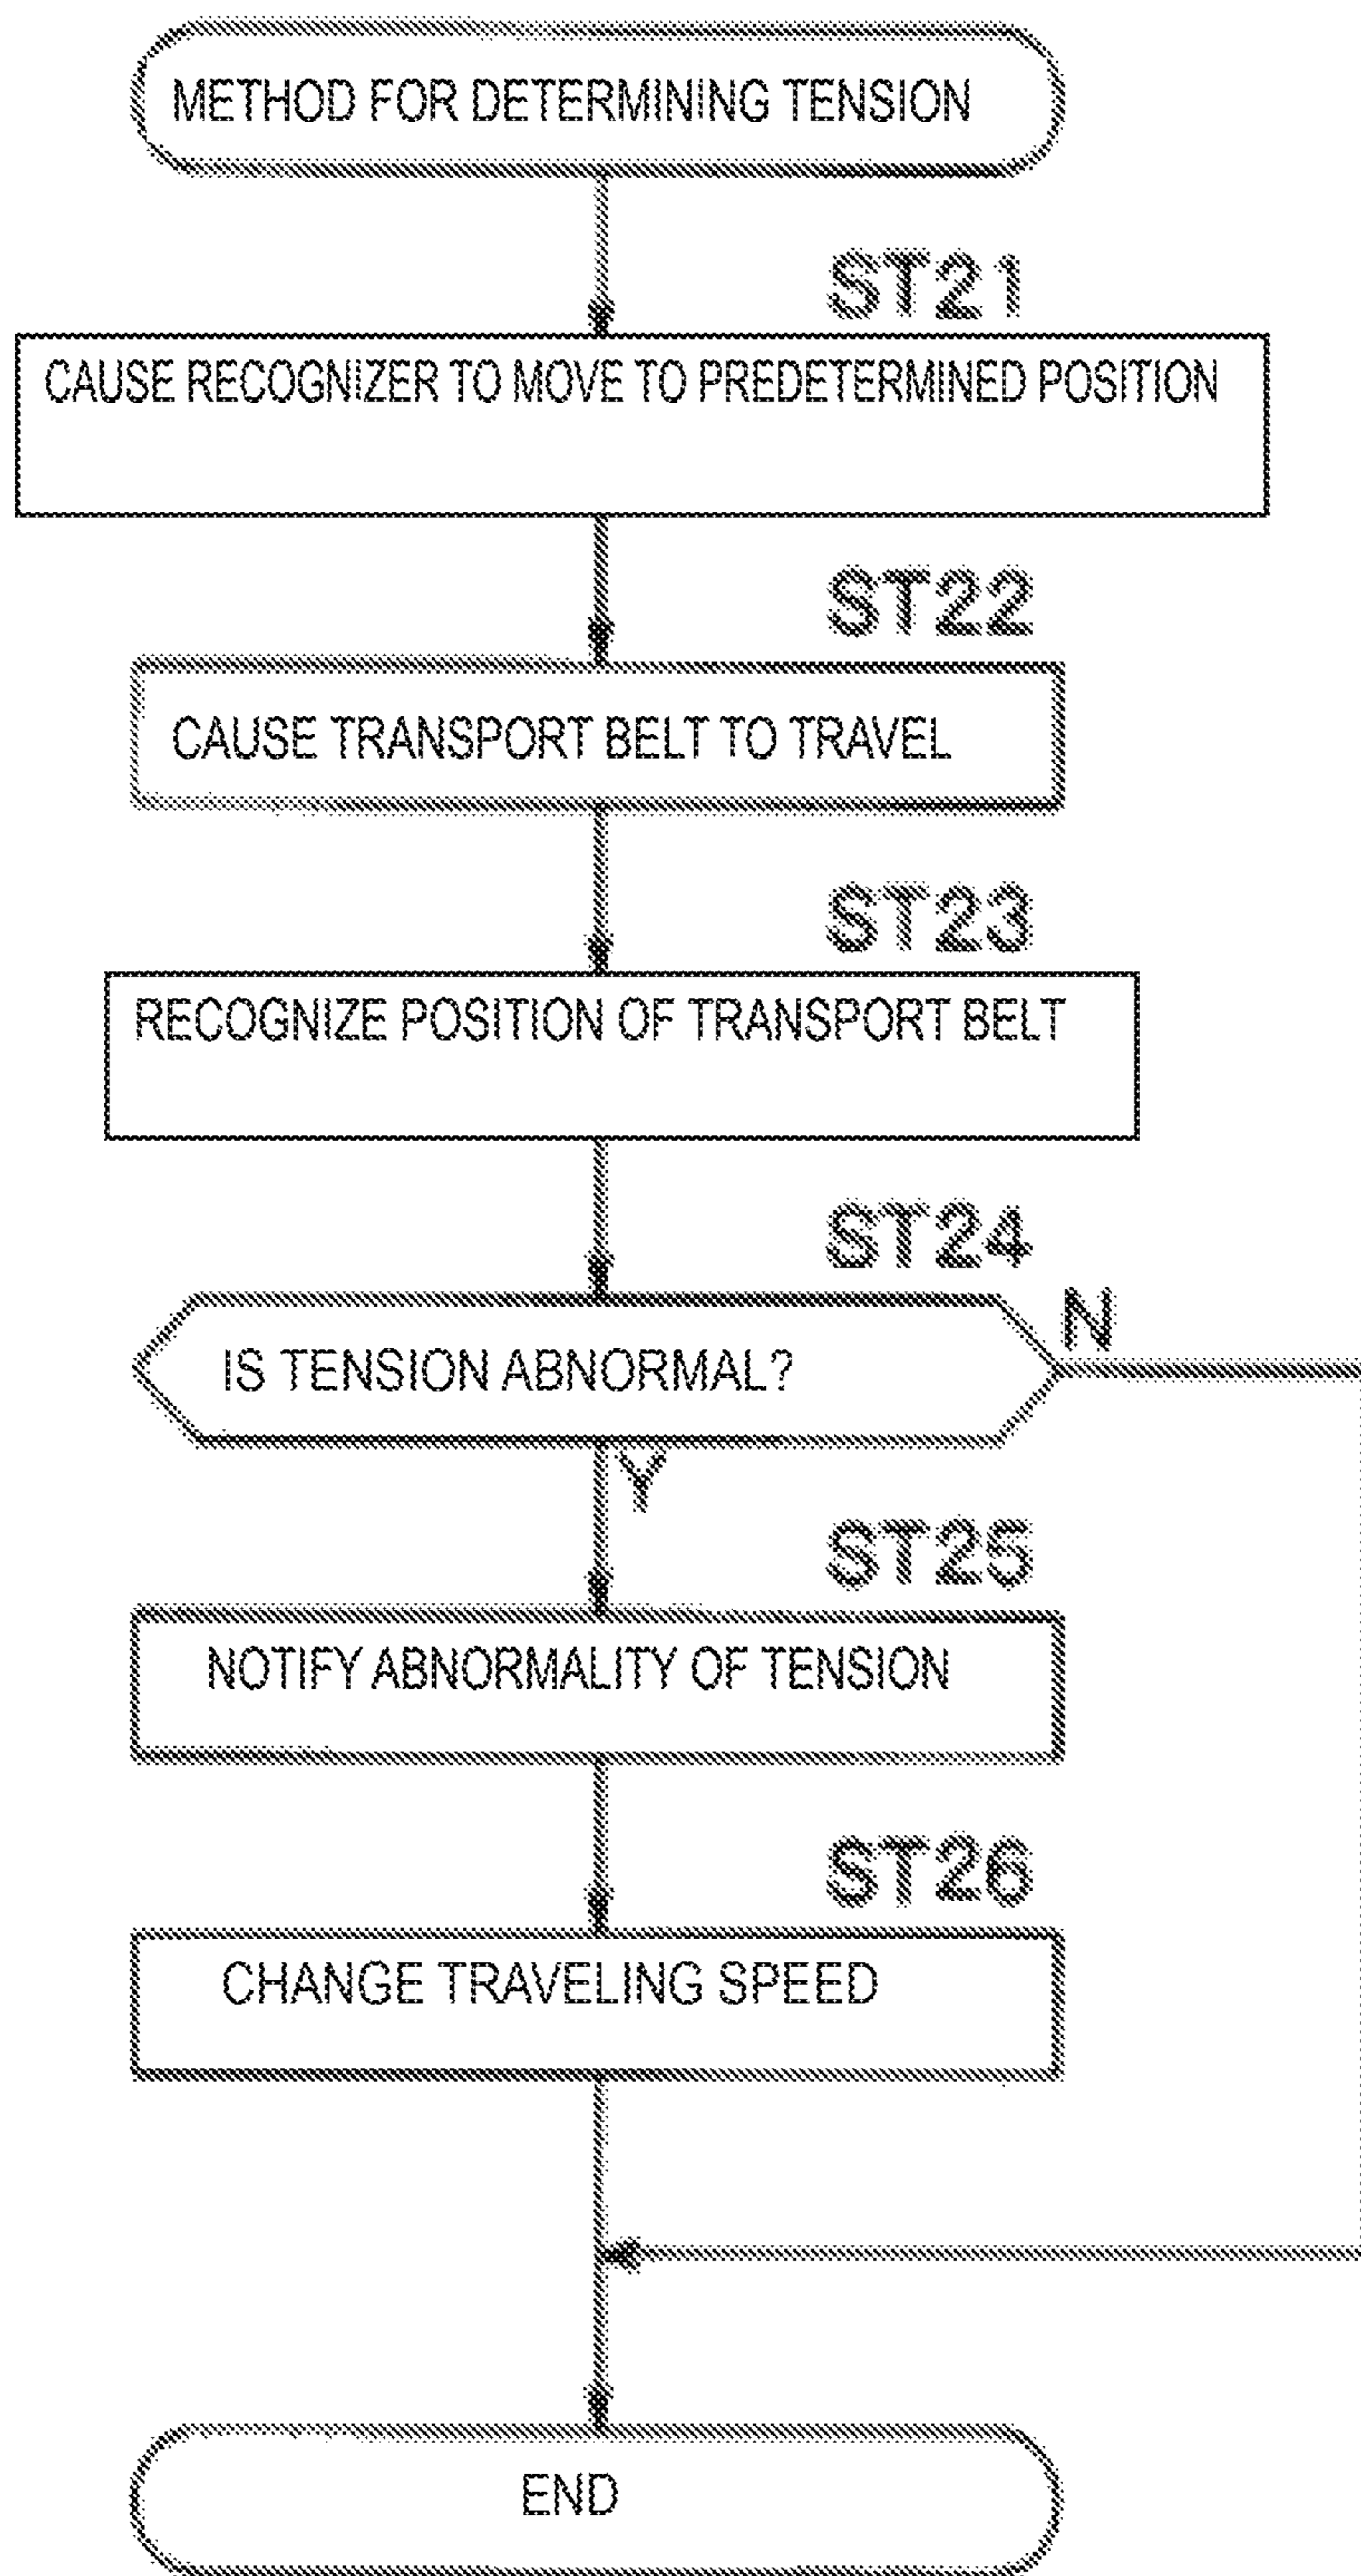 METHOD FOR DETERMINING TENSION
ST21
CAUSE RECOGNIZER TO MOVE TO PREDETERMINED POSITION
ST22
CAUSE TRANSPORT BELT TO TRAVEL
ST23
RECOGNIZE POSITION OF TRANSPORT BELT
ST24
IS TENSION ABNORMAL?
N
Y
ST25
NOTIFY ABNORMALITY OF TENSION
ST26
CHANGE TRAVELING SPEED
END